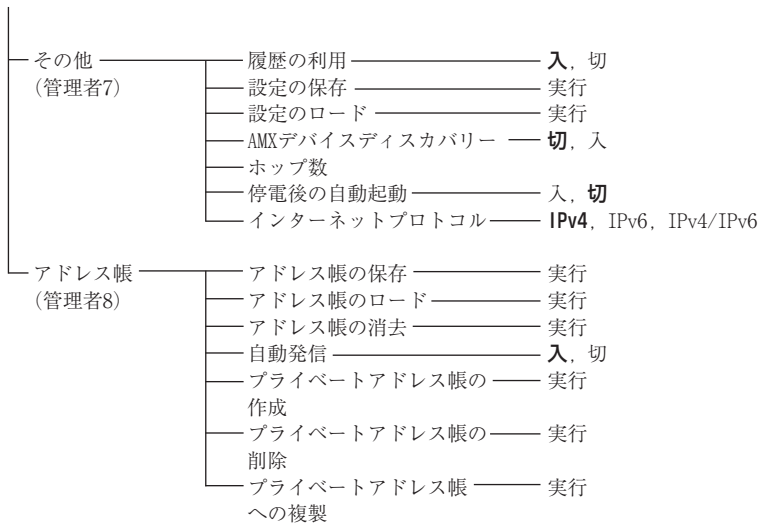 その他 履歴の利用 入, 切
(管理者7) 設定の保存 実行
設定のロード 実行
AMXデバイスディスカバリー 切, 入
ホップ数
停電後の自動起動 入, 切
インターネットプロトコル IPv4, IPv6, IPv4/IPv6
アドレス帳 アドレス帳の保存 実行
(管理者8) アドレス帳のロード 実行
アドレス帳の消去 実行
自動発信 入, 切
プライベートアドレス帳の 実行
作成
プライベートアドレス帳の 実行
削除
プライベートアドレス帳 実行
への複製